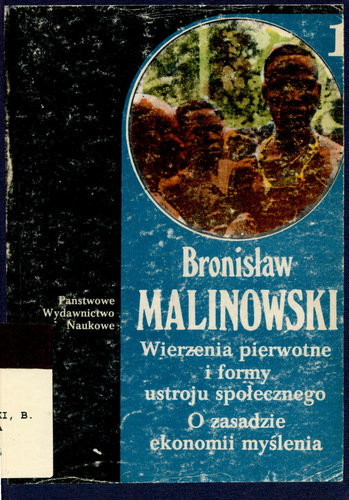 1
Bronisław
MALINOWSKI
Państwowe
Wydawnictwo
Naukowe
Wierzenia pierwotne
i formy
ustroju społecznego
O zasadzie
ekonomii myślenia
I, B.